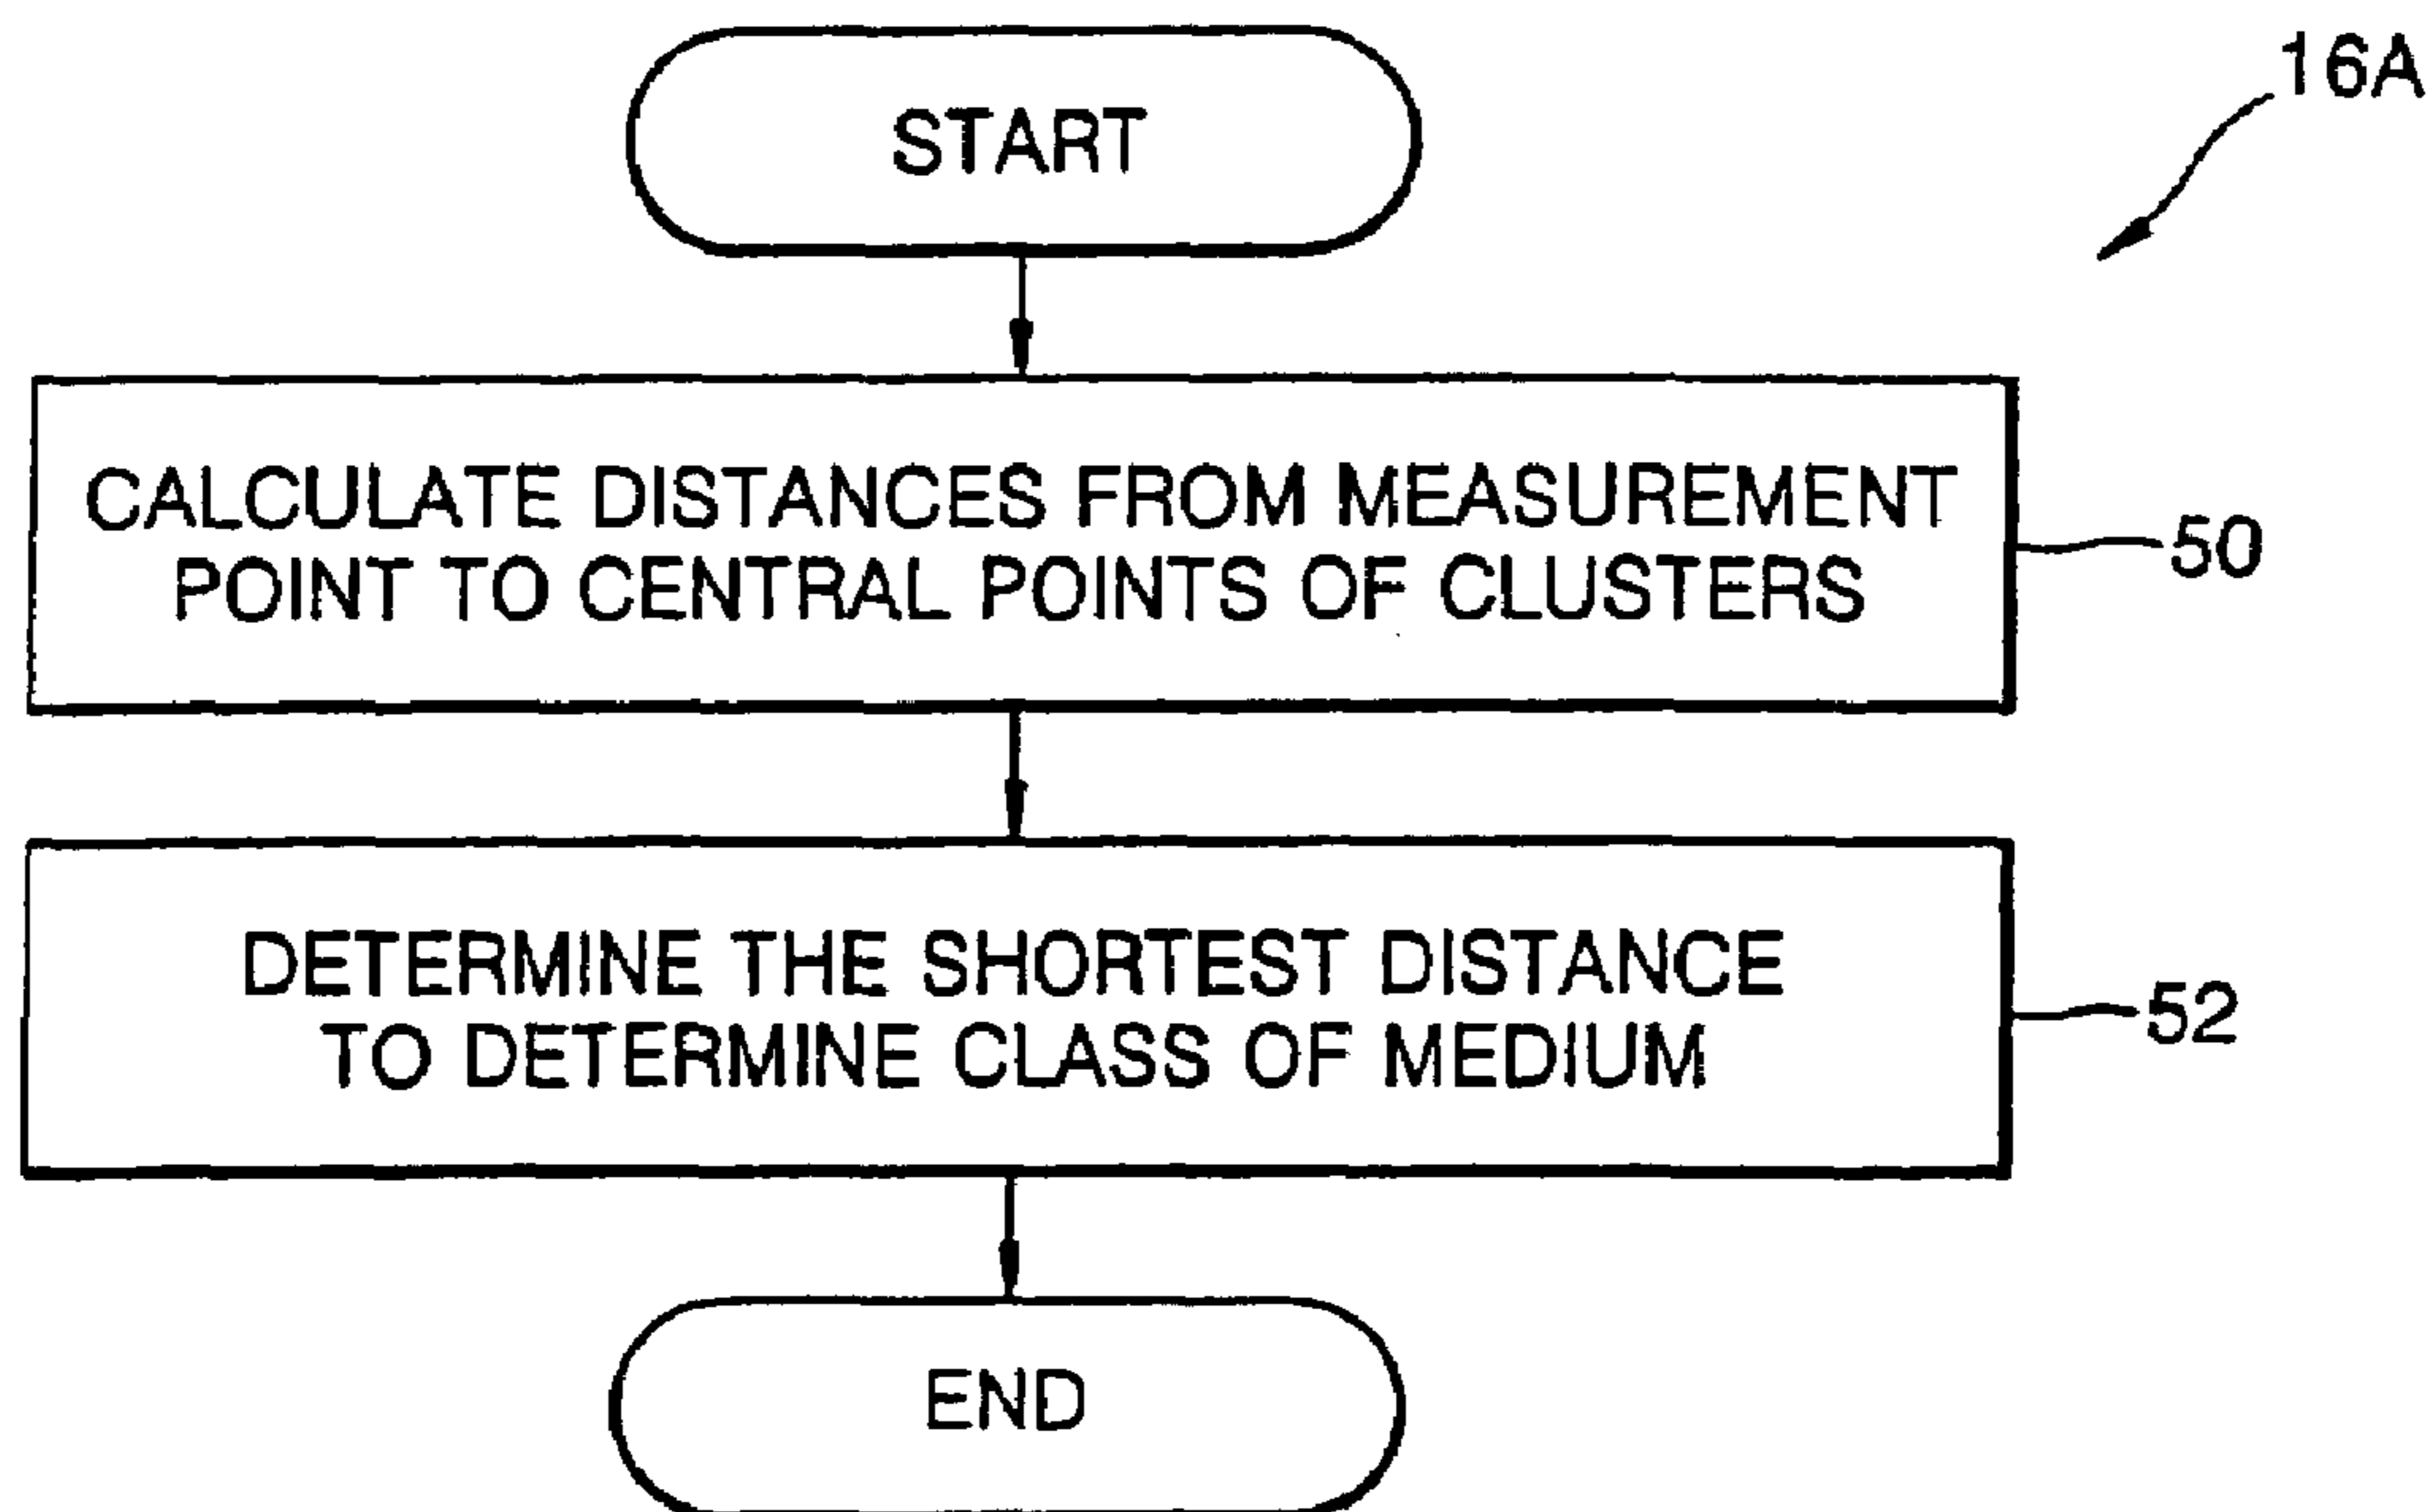 START
16A
CALCULATE DISTANCES FROM MEASUREMENT
POINT TO CENTRAL POINTS OF CLUSTERS
50
DETERMINE THE SHORTEST DISTANCE
TO DETERMINE CLASS OF MEDIUM
52
END